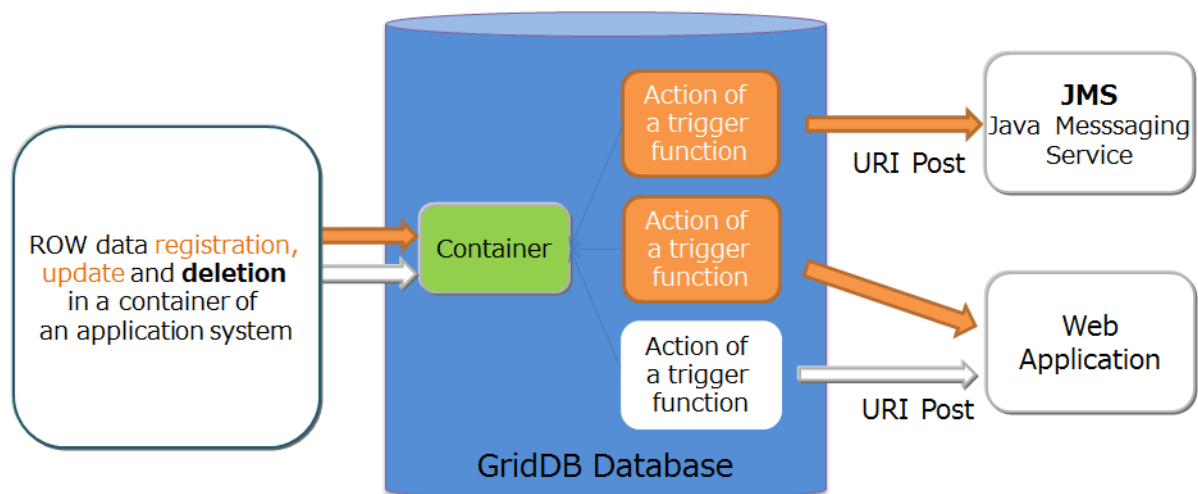 ROW data registration,
update and deletion
in a container of
an application system
Container
Action of
a trigger
function
Action of
a trigger
function
Action of
a trigger
function
GridDB Database
URI Post
URI Post
JMS
Java Messsaging
Service
Web
Application